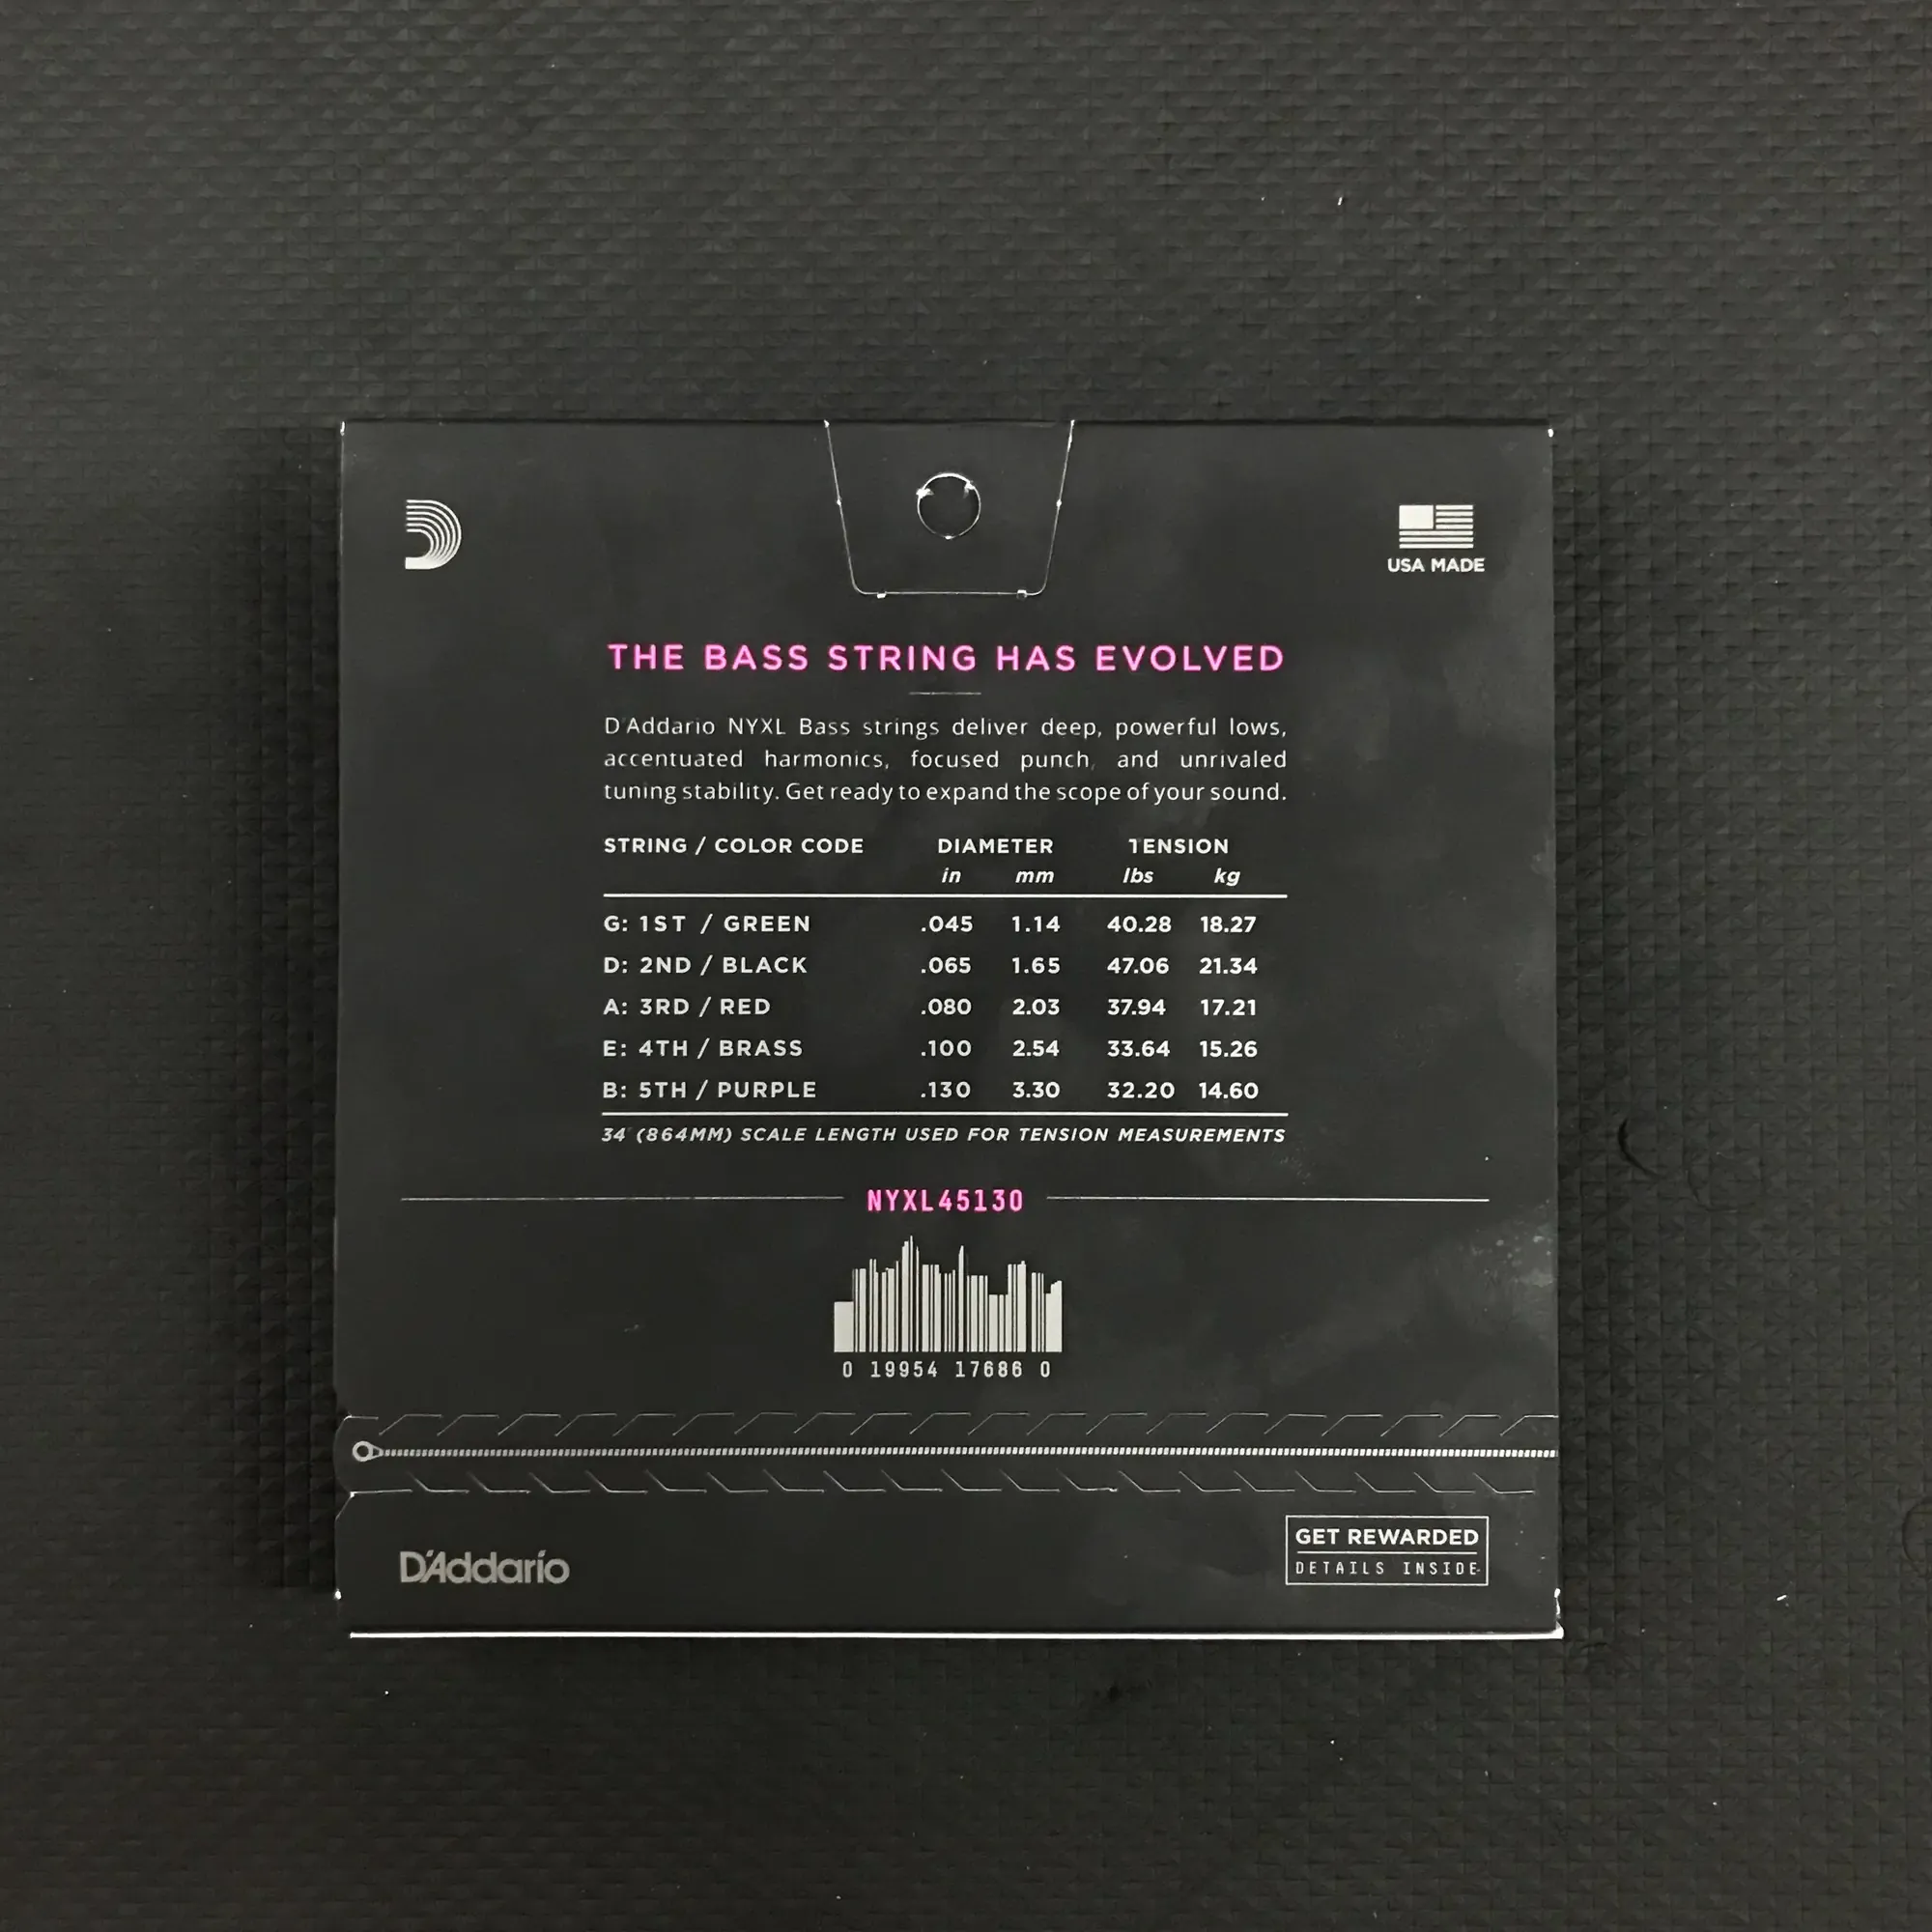 USA MADE
THE BASS STRING HAS EVOLVED
D'Addario NYXL Bass strings deliver deep, powerful lows,
accentuated harmonics, focused punch, and unrivaled
tuning stability. Get ready to expand the scope of your sound.
STRING / COLOR CODE DIAMETER TENSION
in mm lbs kg
G: 1ST / GREEN .045 1.14 40.28 18.27
D: 2ND / BLACK .065 1.65 47.06 21.34
A: 3RD / RED .080 2.03 37.94 17.21
E: 4TH / BRASS .100 2.54 33.64 15.26
B: 5TH / PURPLE .130 3.30 32.20 14.60
34" (864MM) SCALE LENGTH USED FOR TENSION MEASUREMENTS
NYXL45130
0 19954 17686 0
D'Addario
GET REWARDED
DETAILS INSIDE